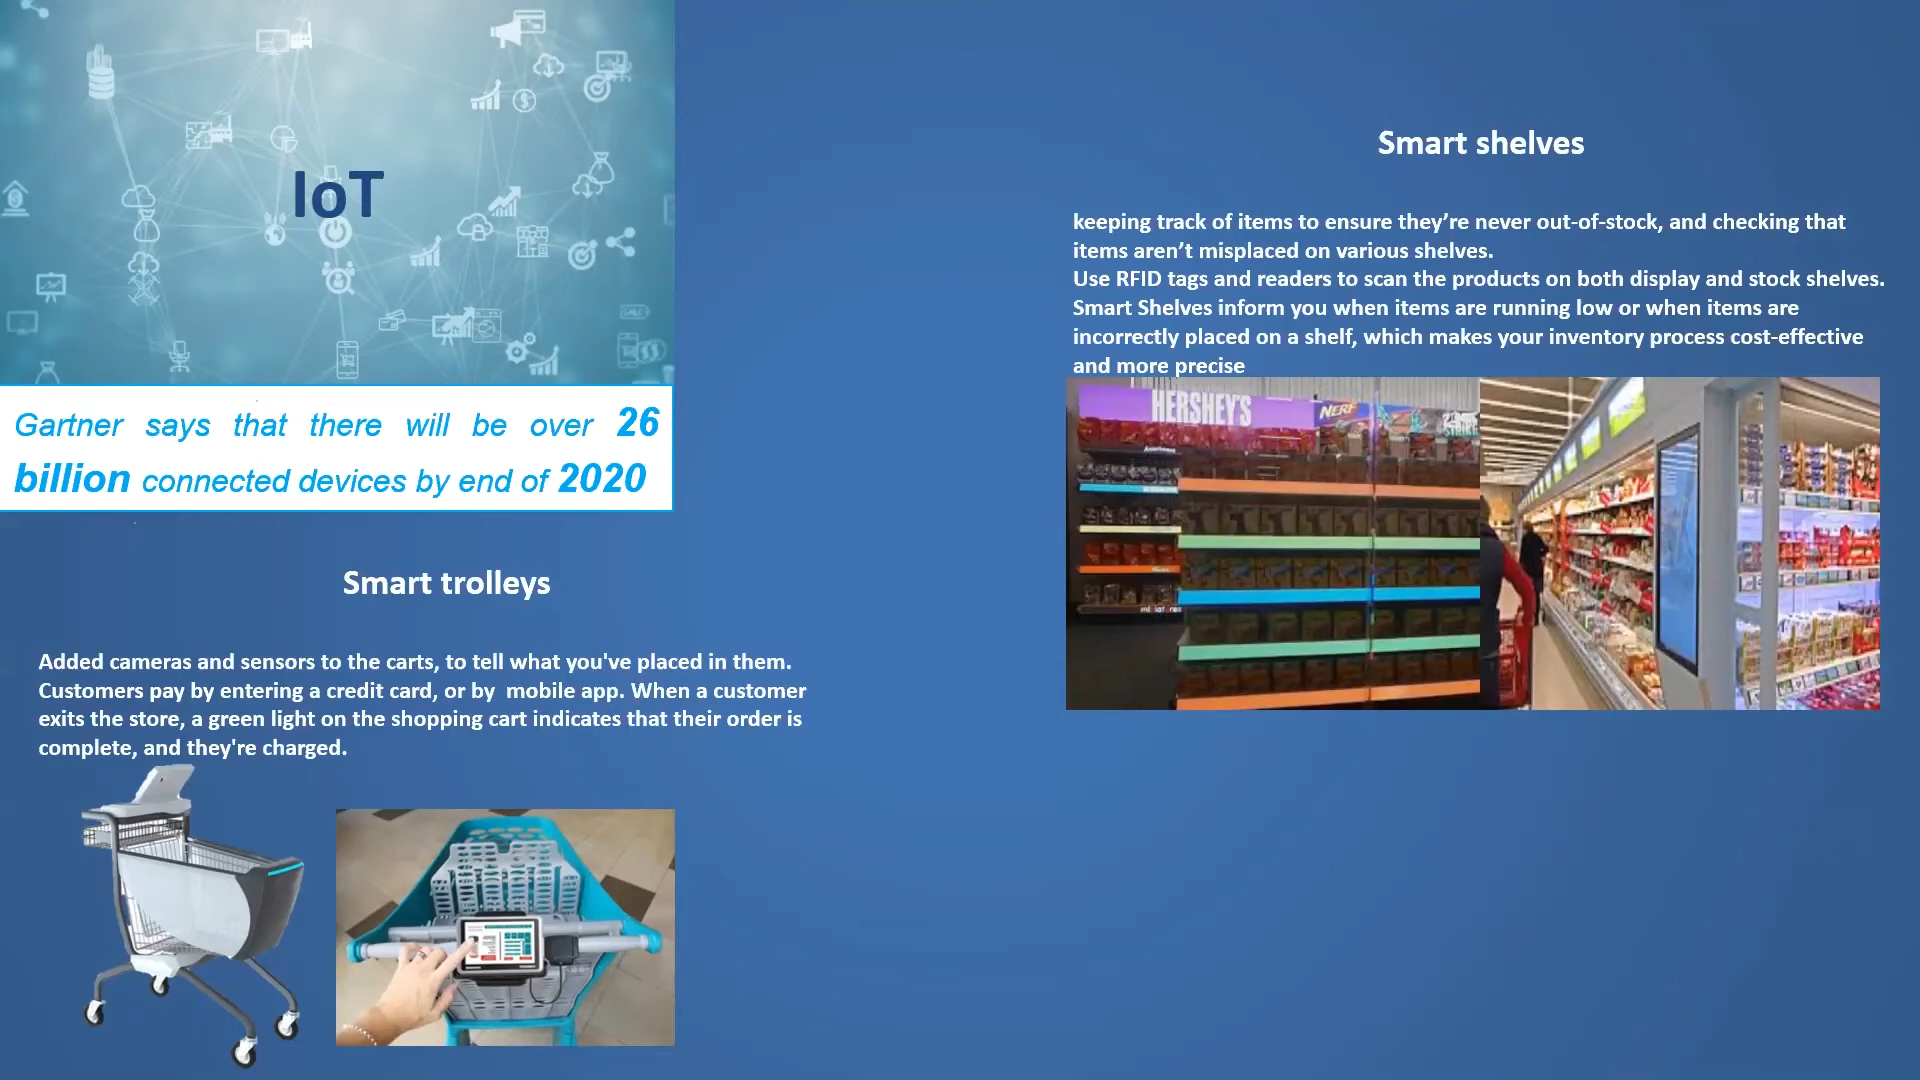 IoT
Gartner says that there will be over 26
billion connected devices by end of 2020
Smart trolleys
Added cameras and sensors to the carts, to tell what you've placed in them.
Customers pay by entering a credit card, or by  mobile app. When a customer
exits the store, a green light on the shopping cart indicates that their order is
complete, and they're charged.
Smart shelves
keeping track of items to ensure they’re never out-of-stock, and checking that
items aren’t misplaced on various shelves.
Use RFID tags and readers to scan the products on both display and stock shelves.
Smart Shelves inform you when items are running low or when items are
incorrectly placed on a shelf, which makes your inventory process cost-effective
and more precise
HERSHEY'S
NERF